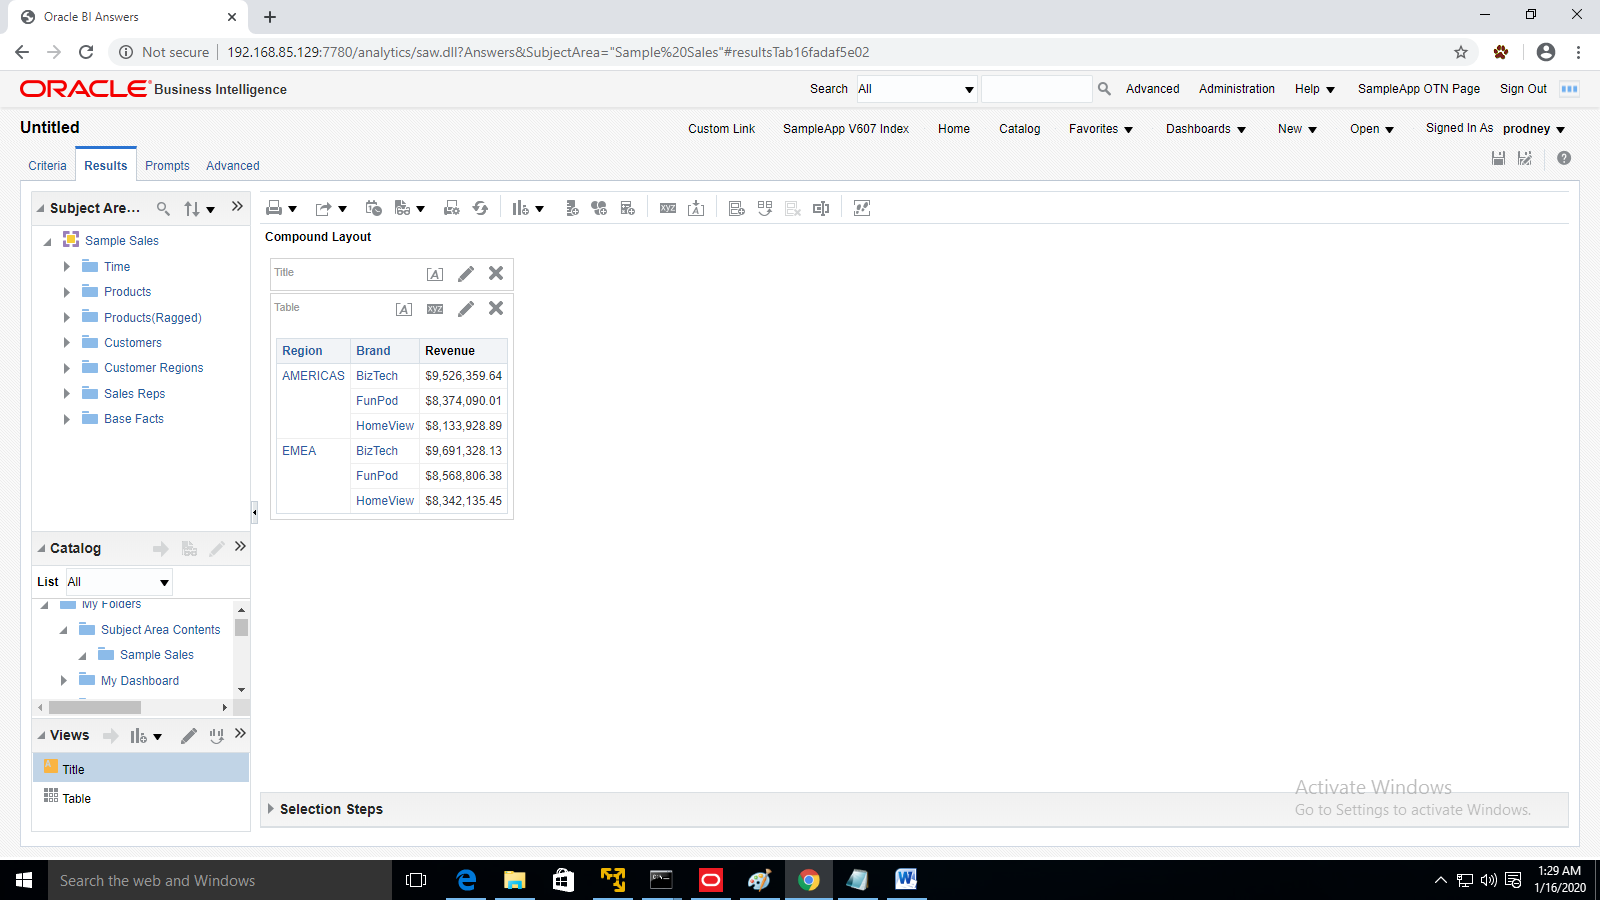 Oracle BI Answers
Not secure | 192.168.85.129:7780/analytics/saw.dll?Answers&SubjectArea="Sample%20Sales"#resultsTab16fadaf5e02
ORACLE Business Intelligence
Search All Advanced Administration Help SampleApp OTN Page Sign Out
Untitled
Custom Link SampleApp V607 Index Home Catalog Favorites Dashboards New Open Signed In As prodney
Criteria Results Prompts Advanced
Subject Are...
Sample Sales
Time
Products
Products(Ragged)
Customers
Customer Regions
Sales Reps
Base Facts
Catalog
List All
My Folders
Subject Area Contents
Sample Sales
My Dashboard
Views
Title
Table
xyz
Compound Layout
Title
Table xyz
Region Brand Revenue
AMERICAS BizTech $9,526,359.64
FunPod $8,374,090.01
HomeView $8,133,928.89
EMEA BizTech $9,691,328.13
FunPod $8,568,806.38
HomeView $8,342,135.45
Selection Steps
Activate Windows
Go to Settings to activate Windows.
Search the web and Windows
1:29 AM
1/16/2020